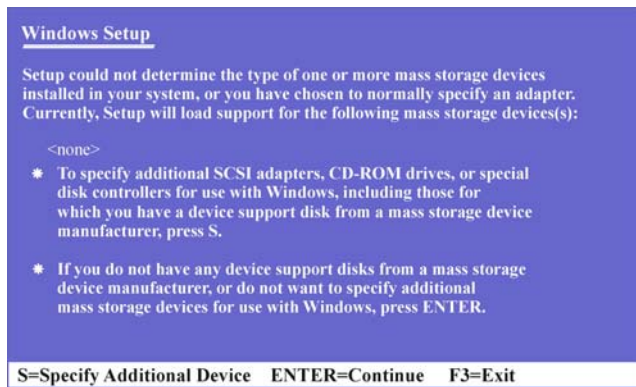 Windows Setup
Setup could not determine the type of one or more mass storage devices
installed in your system, or you have chosen to normally specify an adapter.
Currently, Setup will load support for the following mass storage devices(s):
<none>
* To specify additional SCSI adapters, CD-ROM drives, or special
disk controllers for use with Windows, including those for
which you have a device support disk from a mass storage device
manufacturer, press S.
* If you do not have any device support disks from a mass storage
device manufacturer, or do not want to specify additional
mass storage devices for use with Windows, press ENTER.
S=Specify Additional Device ENTER=Continue F3=Exit